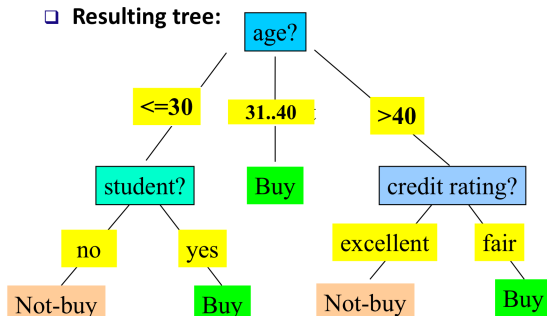 Resulting tree:
age?
<=30
31..40
>40
student?
Buy
credit rating?
no
yes
excellent
fair
Not-buy
Buy
Not-buy
Buy